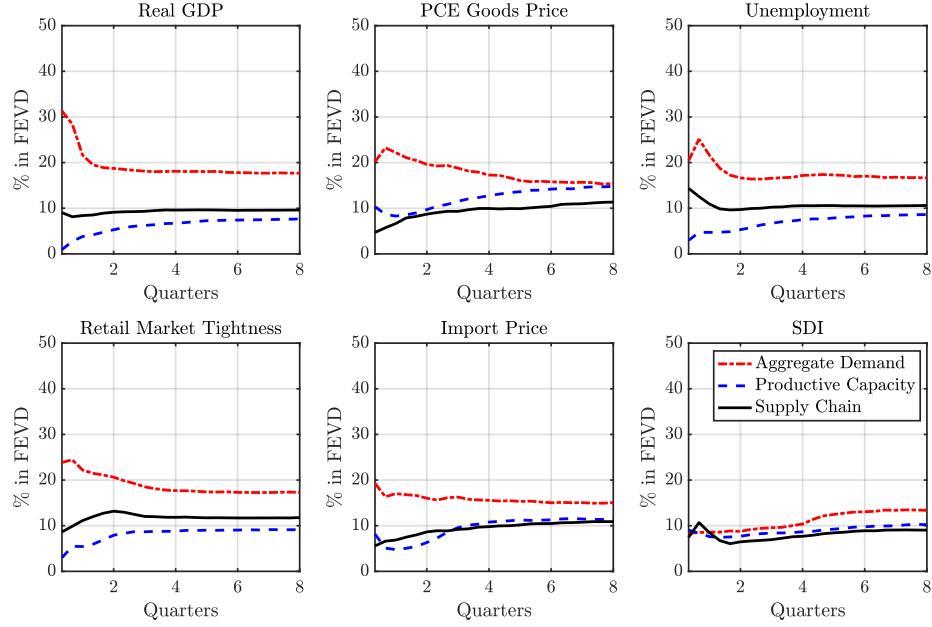 Real GDP
PCE Goods Price
Unemployment
50
40
30
20
10
0
% in FEVD
2
4
6
8
Quarters
50
40
30
20
10
0
% in FEVD
2
4
6
8
Quarters
50
40
30
20
10
0
% in FEVD
2
4
6
8
Quarters
Retail Market Tightness
Import Price
SDI
50
40
30
20
10
0
% in FEVD
2
4
6
8
Quarters
50
40
30
20
10
0
% in FEVD
2
4
6
8
Quarters
50
40
30
20
10
0
% in FEVD
Aggregate Demand
Productive Capacity
Supply Chain
2
4
6
8
Quarters